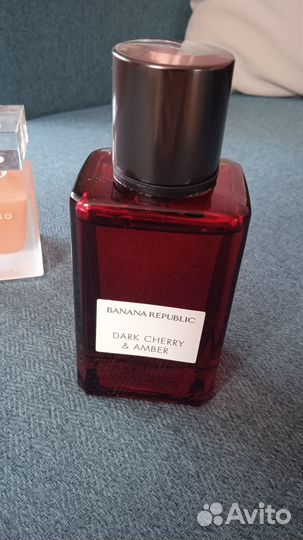 BANANA REPUBLIC
DARK CHERRY
& AMBER
Avito